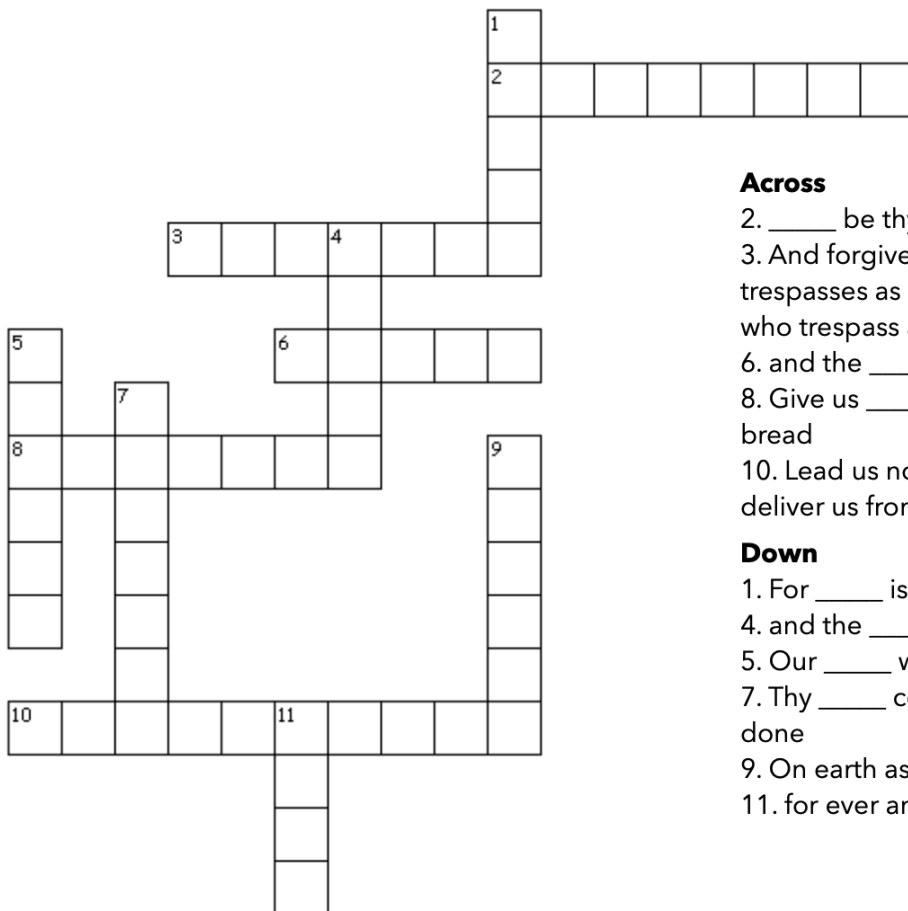 1
2
3
4
5
6
7
8
9
10
11
Across
2. _____ be thy
3. And forgive
trespasses as
who trespass
6. and the ___
8. Give us ___
bread
10. Lead us no
deliver us from
Down
1. For _____ is
4. and the ___
5. Our _____ w
7. Thy _____ c
done
9. On earth as
11. for ever an